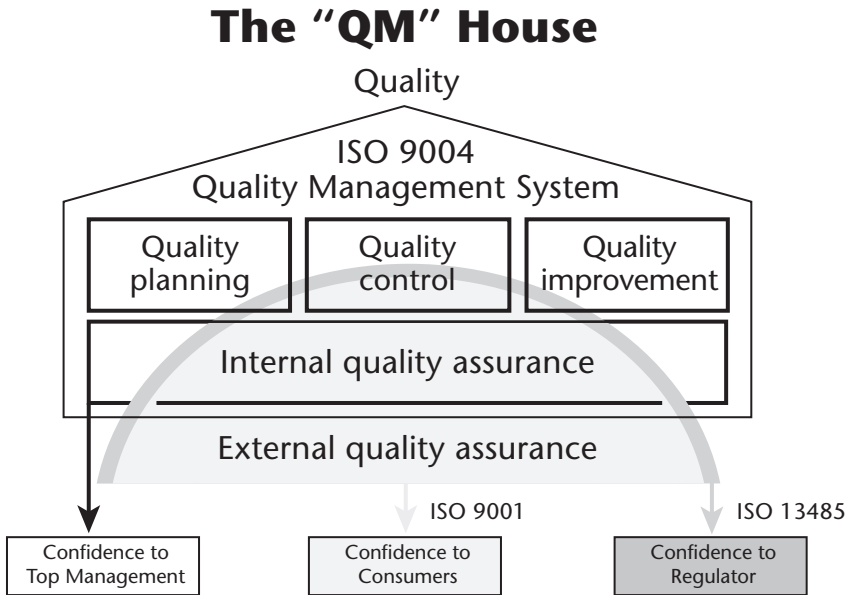 The “QM” House
Quality
ISO 9004
Quality Management System
Quality
planning
Quality
control
Quality
improvement
Internal quality assurance
External quality assurance
ISO 9001
ISO 13485
Confidence to
Top Management
Confidence to
Consumers
Confidence to
Regulator